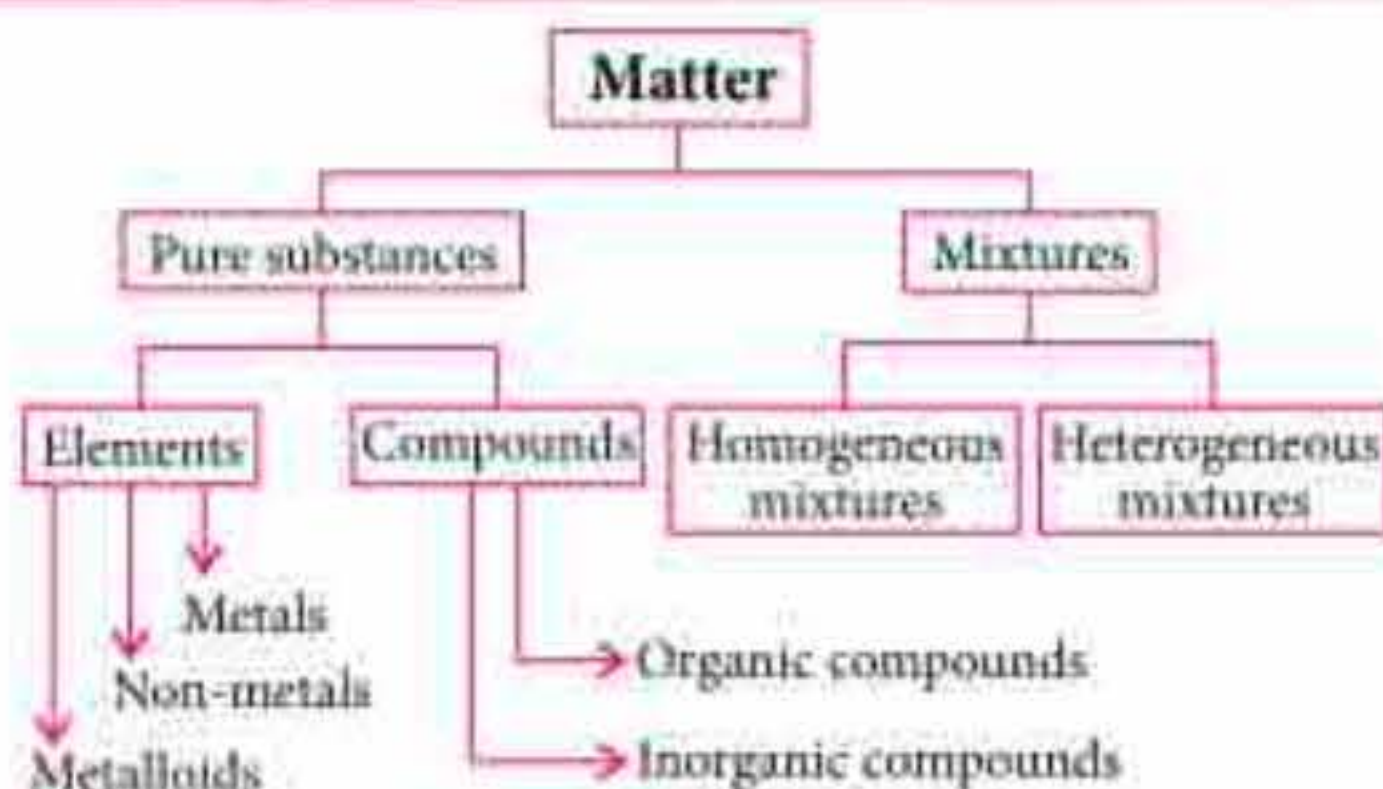 Matter
Pure substances
Mixtures
Elements
Compounds
Homogeneous
mixtures
Heterogeneous
mixtures
Metals
Non-metals
Metalloids
Organic compounds
Inorganic compounds